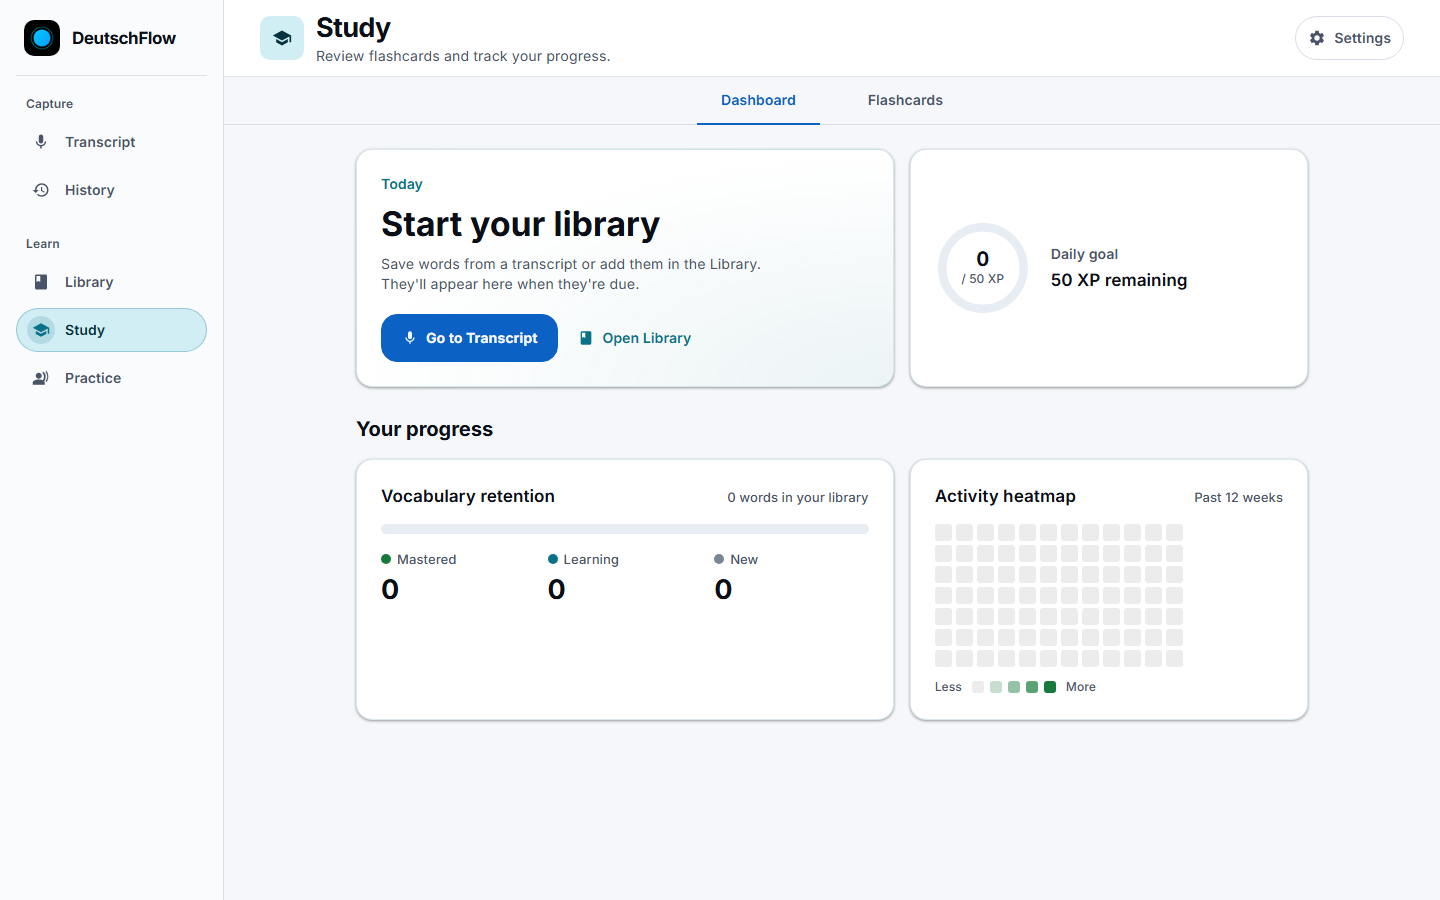 DeutschFlow
Capture
Transcript
History
Learn
Library
Study
Practice
Study
Review flashcards and track your progress.
Settings
Dashboard
Flashcards
Today
Start your library
Save words from a transcript or add them in the Library.
They'll appear here when they're due.
Go to Transcript
Open Library
0
/ 50 XP
Daily goal
50 XP remaining
Your progress
Vocabulary retention
0 words in your library
Mastered
0
Learning
0
New
0
Activity heatmap
Past 12 weeks
Less
More